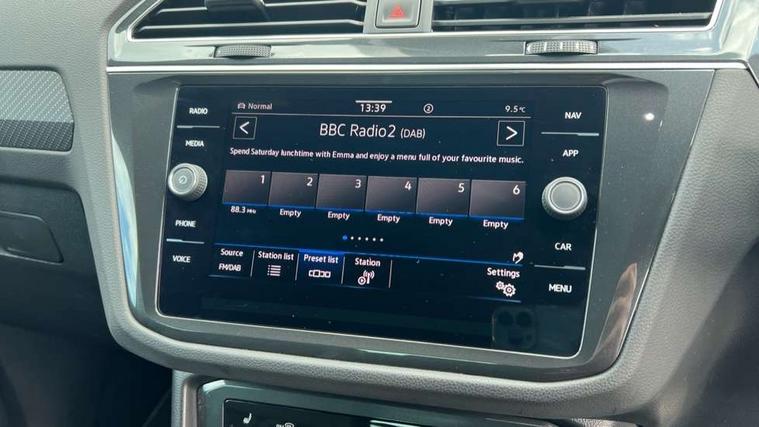 Normal 13:39 2 9.5 °C
RADIO
NAV
< BBC Radio2 (DAB) >
MEDIA
APP
Spend Saturday lunchtime with Emma and enjoy a menu full of your favourite music.
1 2 3 4 5 6
88.3 MHz Empty Empty Empty Empty Empty
PHONE
CAR
VOICE
MENU
Source Station list Preset list Station Settings
FM/DAB